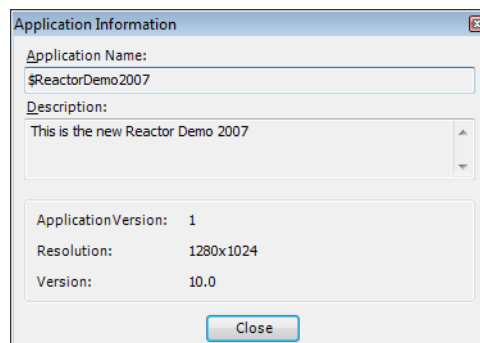 Application Information
Application Name:
$ReactorDemo2007
Description:
This is the new Reactor Demo 2007
ApplicationVersion: 1
Resolution: 1280x1024
Version: 10.0
Close